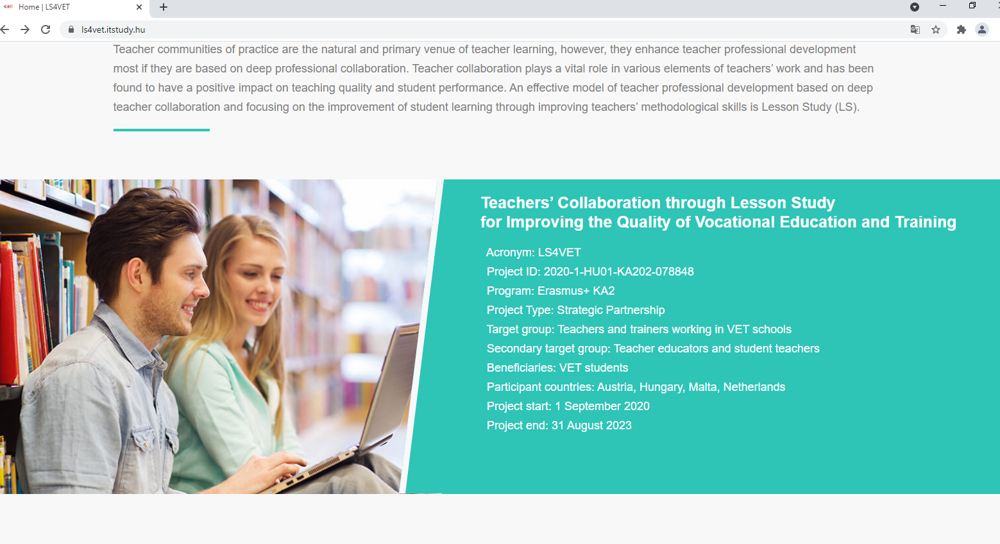 Home | LS4VET
ls4vet.itstudy.hu
Teacher communities of practice are the natural and primary venue of teacher learning, however, they enhance teacher professional development
most if they are based on deep professional collaboration. Teacher collaboration plays a vital role in various elements of teachers’ work and has been
found to have a positive impact on teaching quality and student performance. An effective model of teacher professional development based on deep
teacher collaboration and focusing on the improvement of student learning through improving teachers’ methodological skills is Lesson Study (LS).
Teachers’ Collaboration through Lesson Study
for Improving the Quality of Vocational Education and Training
Acronym: LS4VET
Project ID: 2020-1-HU01-KA202-078848
Program: Erasmus+ KA2
Project Type: Strategic Partnership
Target group: Teachers and trainers working in VET schools
Secondary target group: Teacher educators and student teachers
Beneficiaries: VET students
Participant countries: Austria, Hungary, Malta, Netherlands
Project start: 1 September 2020
Project end: 31 August 2023